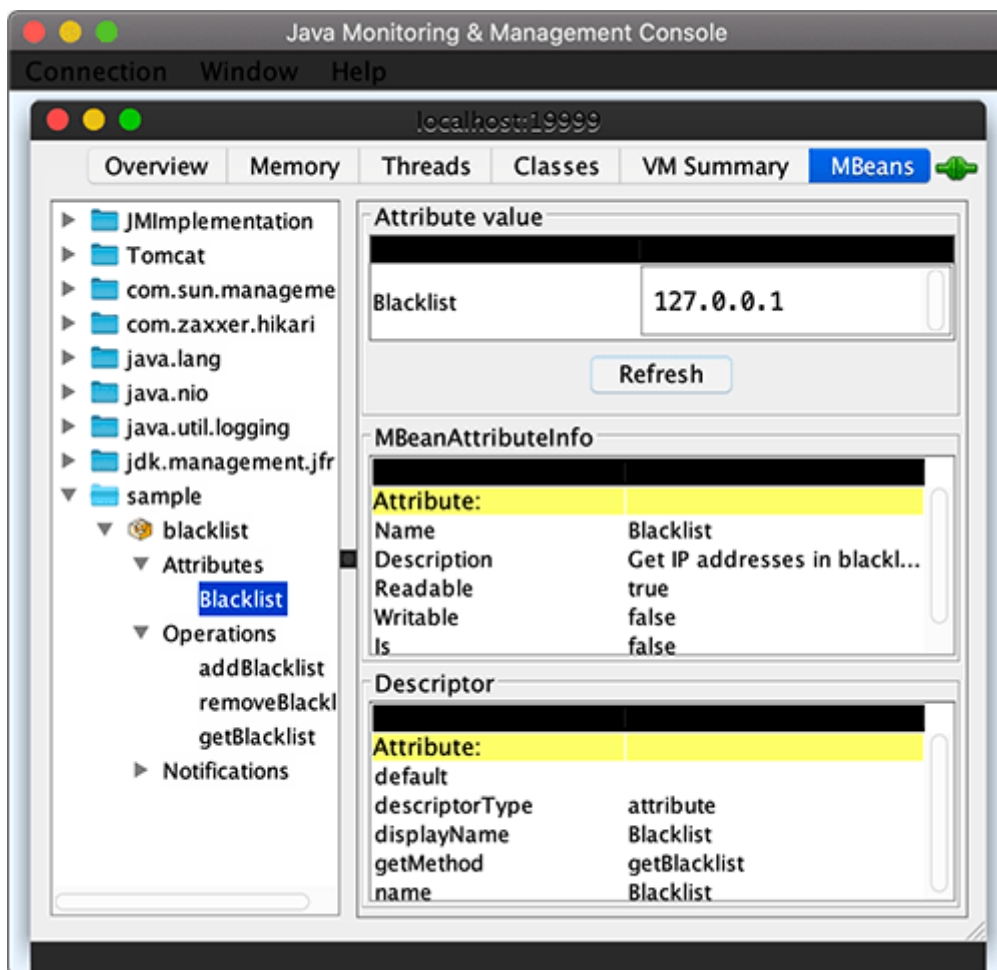 Java Monitoring & Management Console
Connection Window Help
localhost:19999
Overview Memory Threads Classes VM Summary MBeans
JMImplementation
Tomcat
com.sun.manageme
com.zaxxer.hikari
java.lang
java.nio
java.util.logging
jdk.management.jfr
sample
blacklist
Attributes
Blacklist
Operations
addBlacklist
removeBlackl
getBlacklist
Notifications
Attribute value
Blacklist 127.0.0.1
Refresh
MBeanAttributeInfo
Attribute:
Name Blacklist
Description Get IP addresses in blackl...
Readable true
Writable false
Is false
Descriptor
Attribute:
default
descriptorType attribute
displayName Blacklist
getMethod getBlacklist
name Blacklist